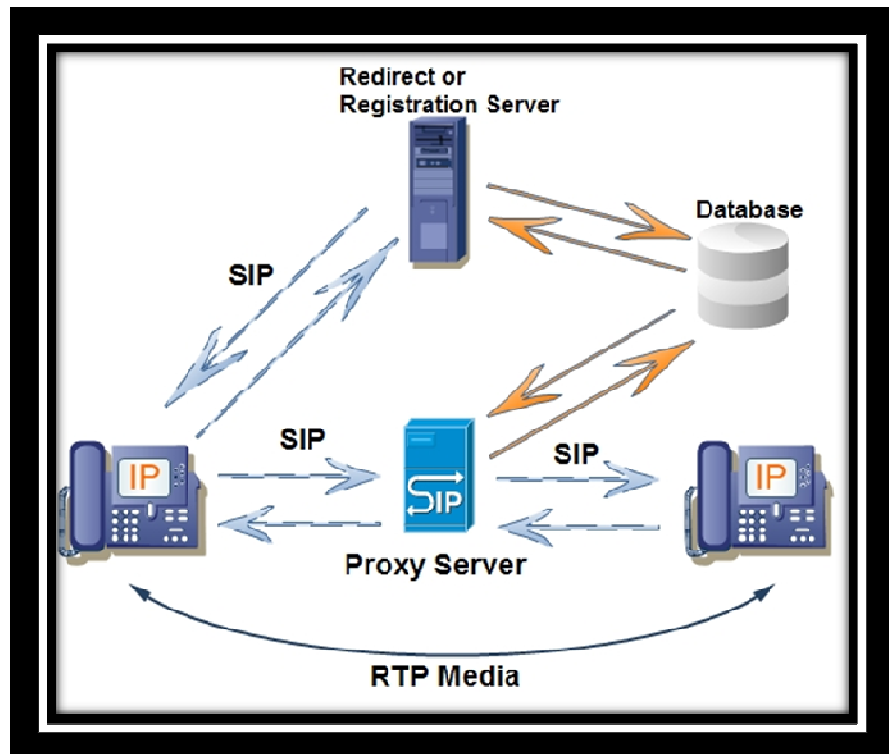 Redirect or
Registration Server
Database
SIP
SIP
SIP
IP
SIP
IP
Proxy Server
RTP Media